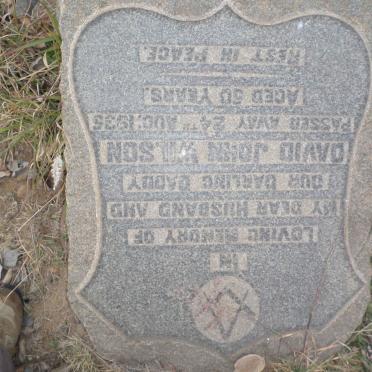 IN
LOVING MEMORY OF
MY DEAR HUSBAND AND
OUR DARLING DADDY
DAVID JOHN WILSON
PASSED AWAY 24TH AUG. 1935
AGED 50 YEARS.
REST IN PEACE.